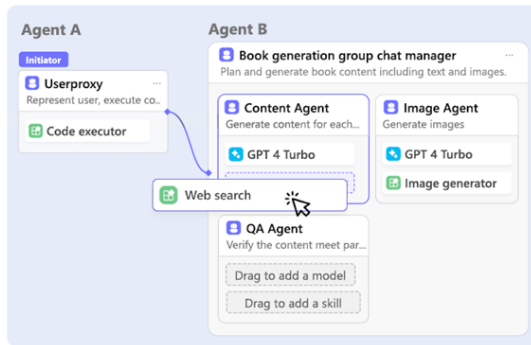 Agent A
Initiator
Userproxy
Represent user, execute co..
Code executor
Agent B
Book generation group chat manager
Plan and generate book content including text and images.
Content Agent
Generate content for each...
GPT 4 Turbo
Web search
Image Agent
Generate images
GPT 4 Turbo
Image generator
QA Agent
Verify the content meet par...
Drag to add a model
Drag to add a skill